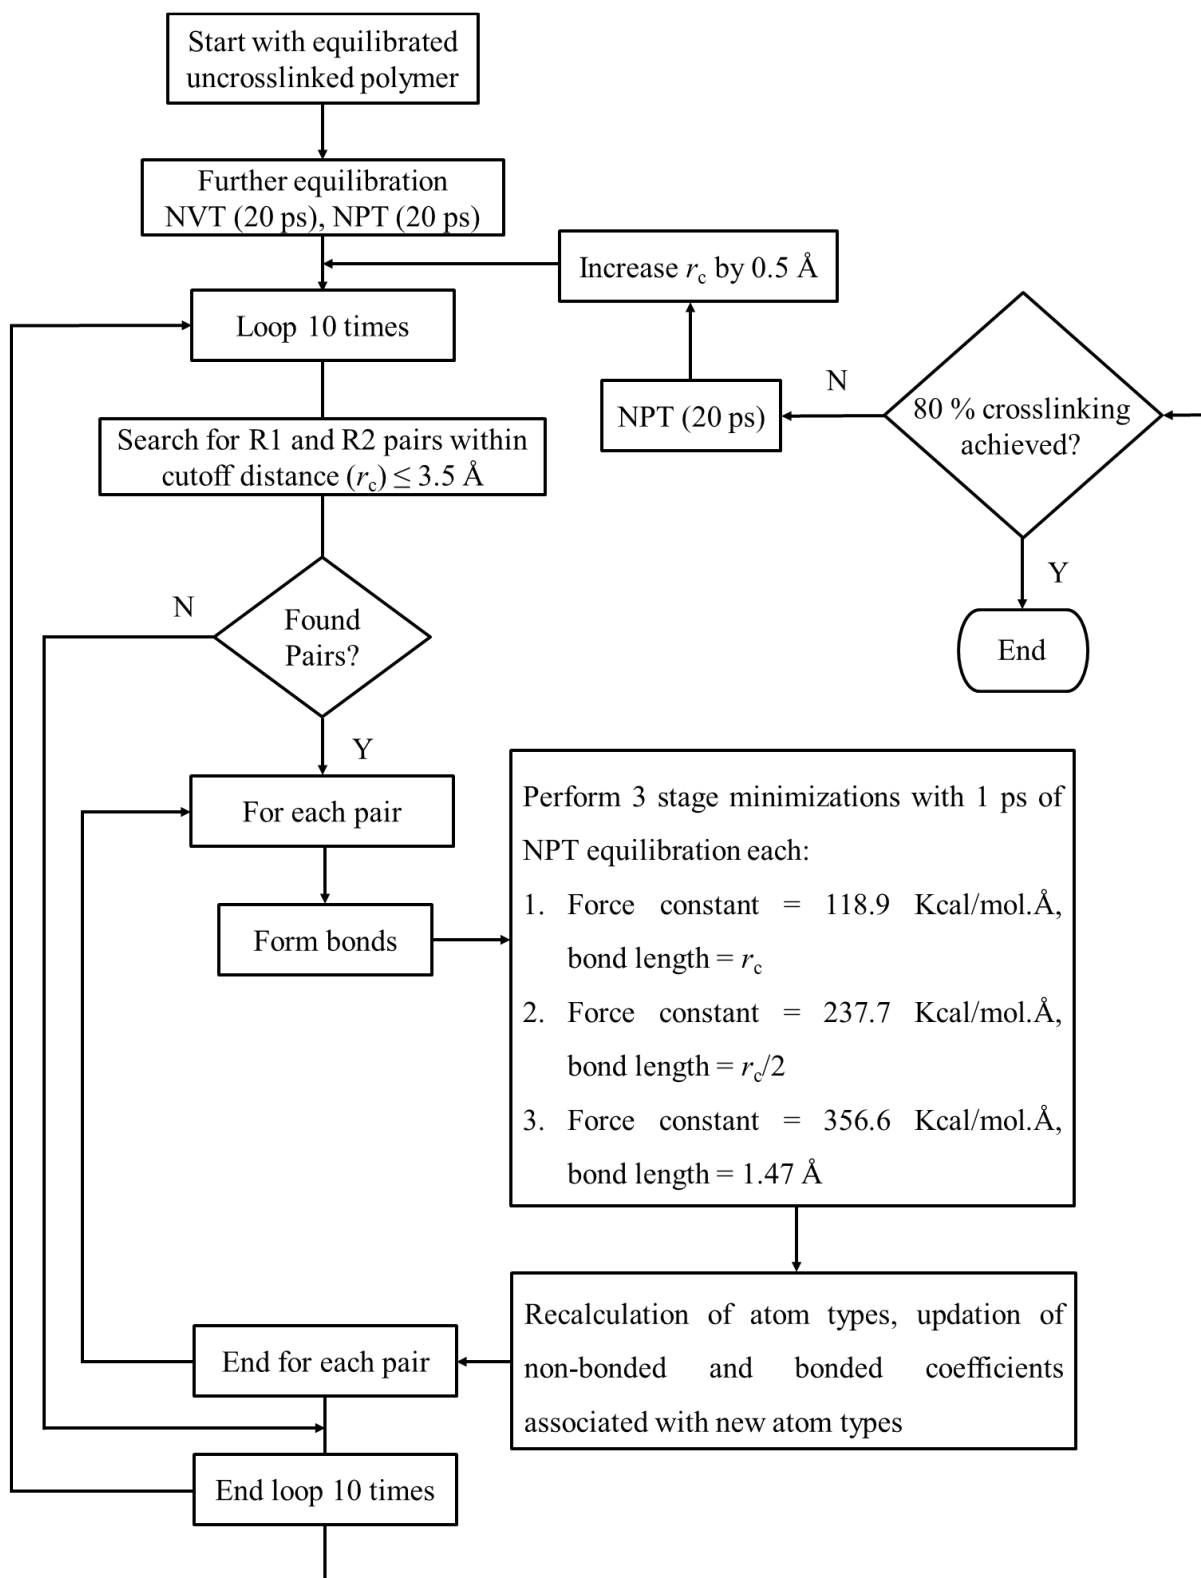 Start with equilibrated
uncrosslinked polymer
Further equilibration
NVT (20 ps), NPT (20 ps)
Increase rc by 0.5 Å
Loop 10 times
N
NPT (20 ps)
80 % crosslinking
achieved?
Search for R1 and R2 pairs within
cutoff distance (rc) ≤ 3.5 Å
Y
End
N
Found
Pairs?
Y
For each pair
Form bonds
Perform 3 stage minimizations with 1 ps of
NPT equilibration each:
1. Force constant = 118.9 Kcal/mol.Å,
bond length = rc
2. Force constant = 237.7 Kcal/mol.Å,
bond length = rc/2
3. Force constant = 356.6 Kcal/mol.Å,
bond length = 1.47 Å
Recalculation of atom types, updation of
non-bonded and bonded coefficients
associated with new atom types
End for each pair
End loop 10 times